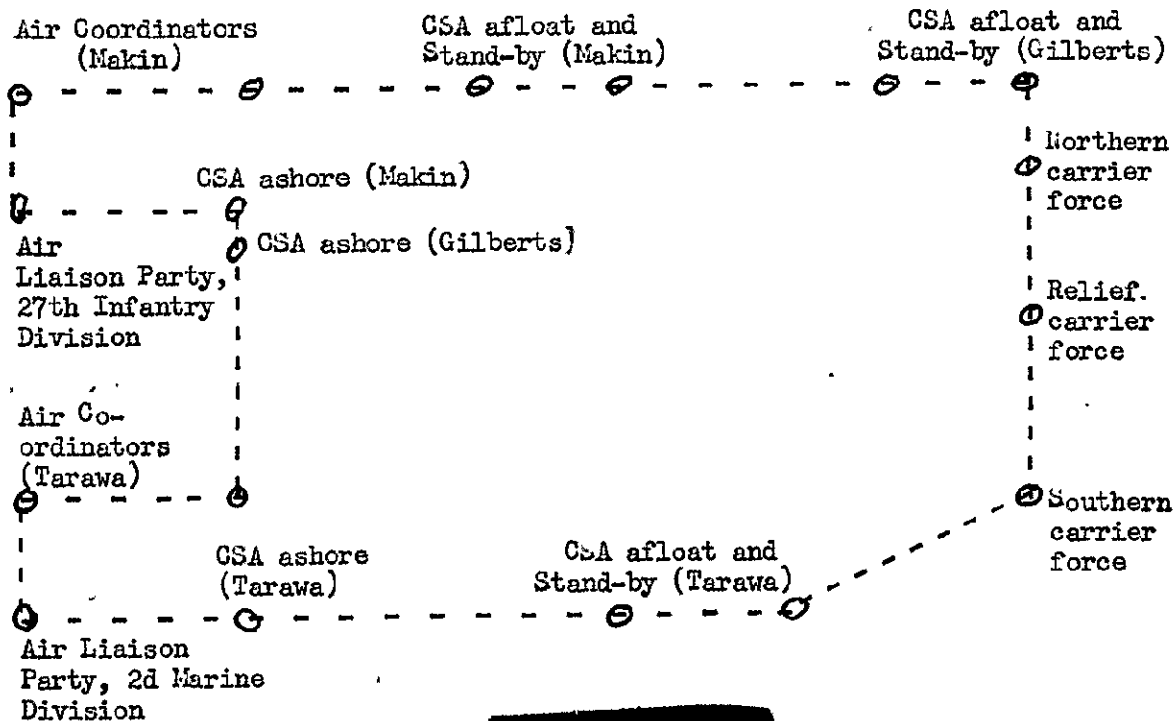 Air Coordinators
(Makin)
CSA afloat and
Stand-by (Makin)
CSA afloat and
Stand-by (Gilberts)
Northern
carrier
force
CSA ashore (Makin)
CSA ashore (Gilberts)
Air
Liaison Party,
27th Infantry
Division
Relief.
carrier
force
Air Co-
ordinators
(Tarawa)
Southern
carrier
force
CSA ashore
(Tarawa)
CSA afloat and
Stand-by (Tarawa)
Air Liaison
Party, 2d Marine
Division